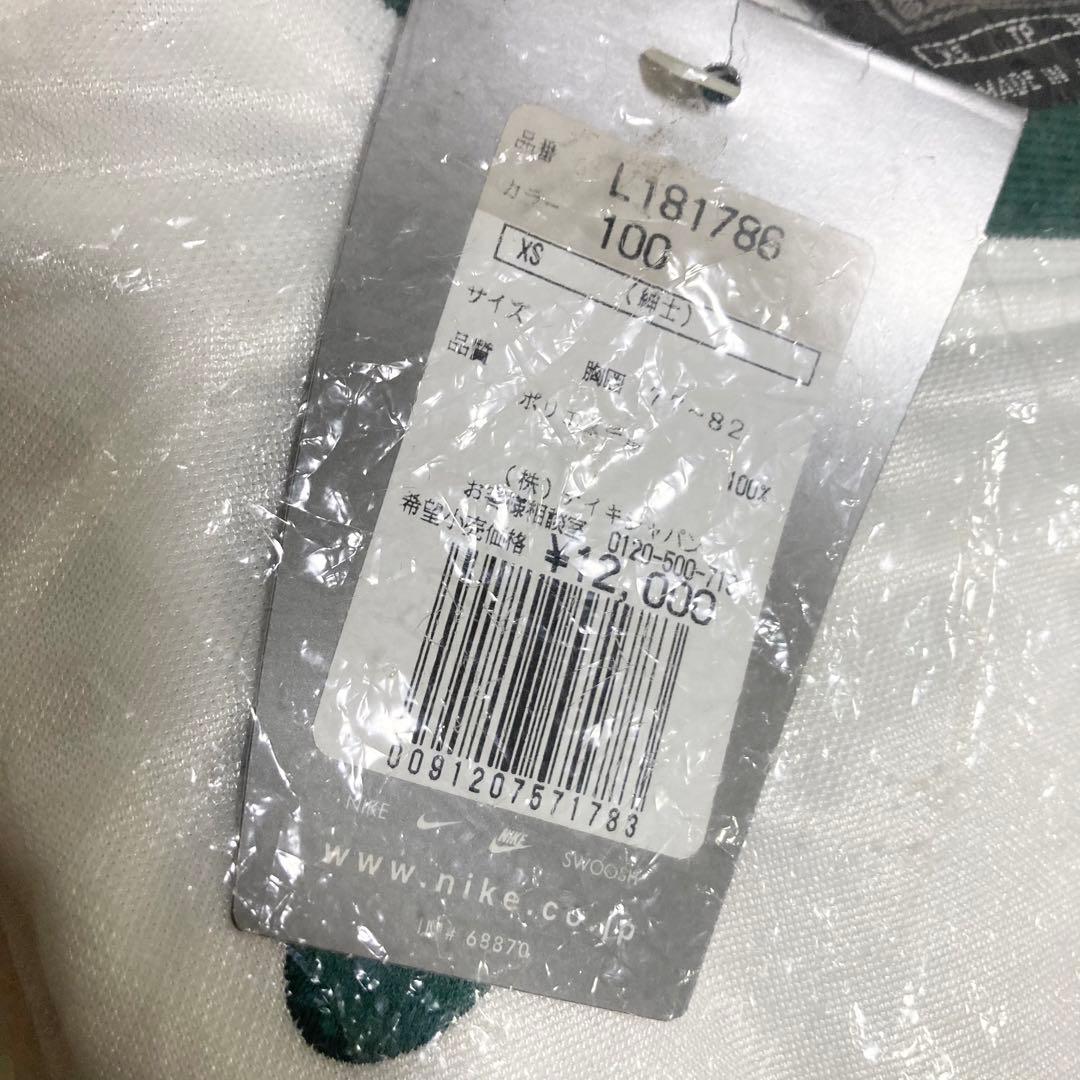 MADE IN
品番 L181786
カラー 100
サイズ XS (紳士)
胸囲 77~82
品質 ポリエステル 100%
(株)ナイキジャパン
お客様相談室 0120-500-71
希望小売価格 ¥12,000
0091207571783
NIKE NIKE SWOOSH
www.nike.co.jp
# 68870